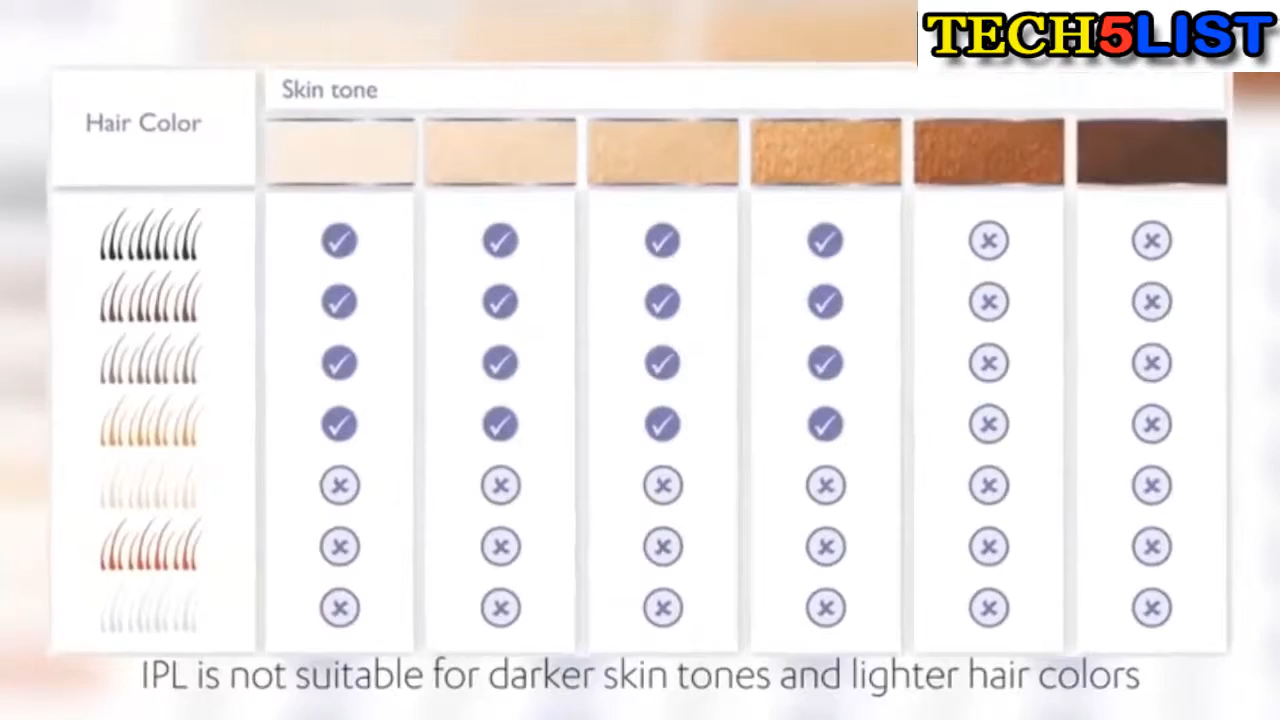 TECH5LIST
Skin tone
Hair Color
IPL is not suitable for darker skin tones and lighter hair colors